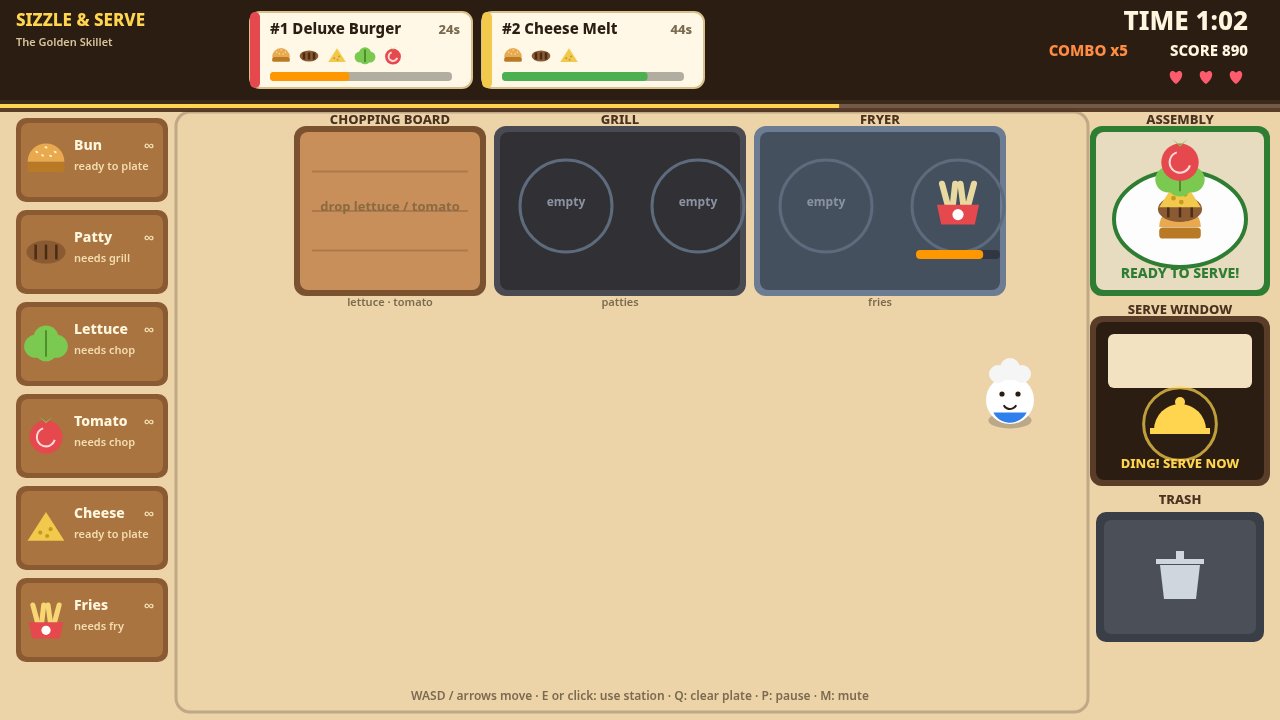 SIZZLE & SERVE
The Golden Skillet
#1 Deluxe Burger 24s
#2 Cheese Melt 44s
TIME 1:02
COMBO x5 SCORE 890
Bun ∞
ready to plate
Patty ∞
needs grill
Lettuce ∞
needs chop
Tomato ∞
needs chop
Cheese ∞
ready to plate
Fries ∞
needs fry
CHOPPING BOARD
drop lettuce / tomato
lettuce · tomato
GRILL
empty empty
patties
FRYER
empty
fries
ASSEMBLY
READY TO SERVE!
SERVE WINDOW
DING! SERVE NOW
TRASH
WASD / arrows move · E or click: use station · Q: clear plate · P: pause · M: mute